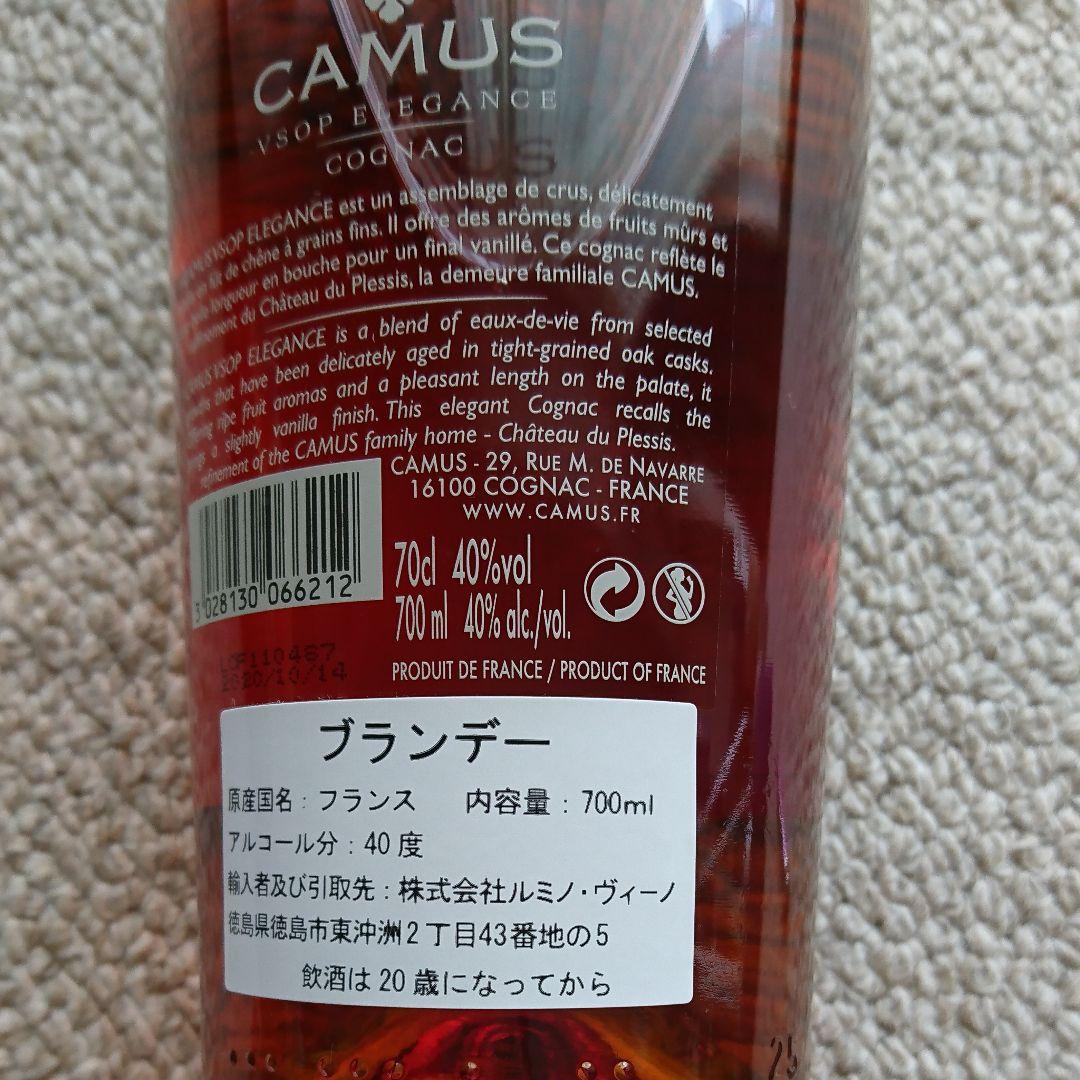 CAMUS
VSOP ELEGANCE
COGNAC
VSOP ELEGANCE est un assemblage de crus, délicatement
en fût de chêne à grains fins. Il offre des arômes de fruits mûrs et
longueur en bouche pour un final vanillé. Ce cognac reflète le
du Château du Plessis, la demeure familiale CAMUS.
CAMUS VSOP ELEGANCE is a blend of eaux-de-vie from selected
that have been delicately aged in tight-grained oak casks.
ripe fruit aromas and a pleasant length on the palate, it
a slightly vanilla finish. This elegant Cognac recalls the
refinement of the CAMUS family home - Château du Plessis.
CAMUS - 29, RUE M. DE NAVARRE
16100 COGNAC - FRANCE
WWW.CAMUS.FR
3 028130 066212
70cl 40%vol
700 ml 40% alc./vol.
2020/10/14
PRODUIT DE FRANCE / PRODUCT OF FRANCE
ブランデー
原産国名：フランス 内容量：700ml
アルコール分：40度
輸入者及び引取先：株式会社ルミノ・ヴィーノ
徳島県徳島市東沖洲2丁目43番地の5
飲酒は20歳になってから